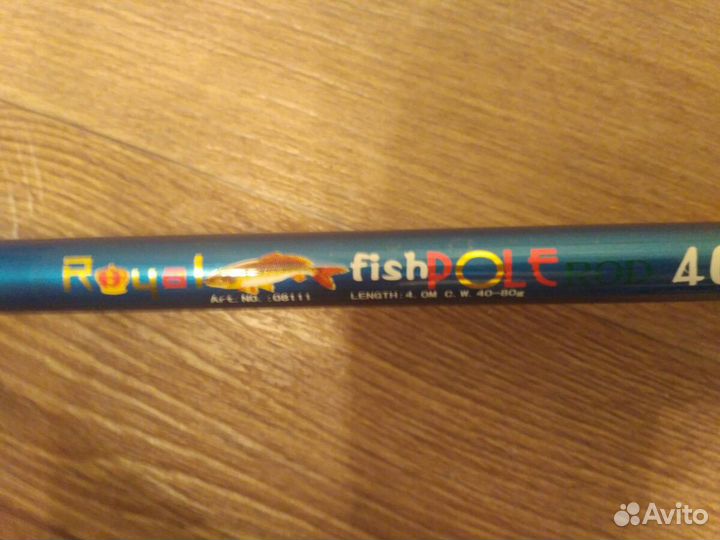 Royal fishPOLE ROD 40
Art. No. :08111 LENGTH:4.0M C.W. 40-80g
Avito